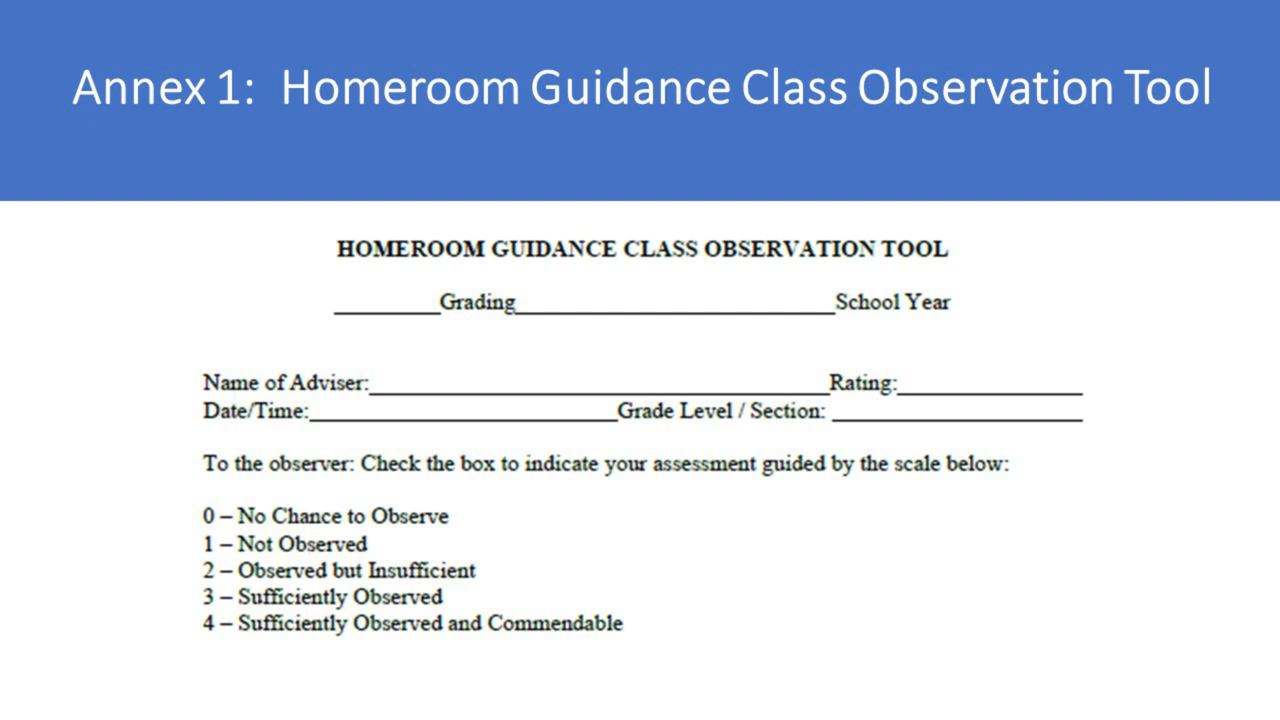 Annex 1: Homeroom Guidance Class Observation Tool
HOMEROOM GUIDANCE CLASS OBSERVATION TOOL
_________Grading___________________________School Year
Name of Adviser:_______________________________________Rating:________________
Date/Time:__________________________Grade Level / Section: _____________________
To the observer: Check the box to indicate your assessment guided by the scale below:
0 – No Chance to Observe
1 – Not Observed
2 – Observed but Insufficient
3 – Sufficiently Observed
4 – Sufficiently Observed and Commendable